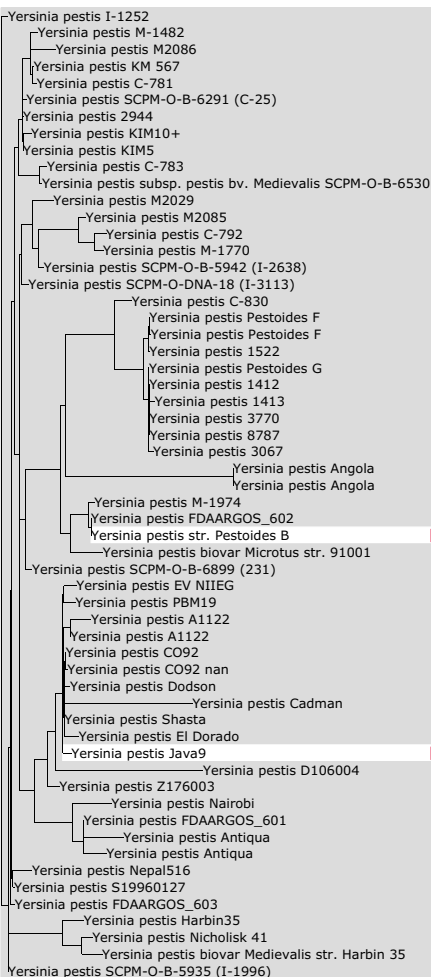 Yersinia pestis I-1252
Yersinia pestis M-1482
Yersinia pestis M2086
Yersinia pestis KM 567
Yersinia pestis C-781
Yersinia pestis SCPM-O-B-6291 (C-25)
Yersinia pestis 2944
Yersinia pestis KIM10+
Yersinia pestis KIM5
Yersinia pestis C-783
Yersinia pestis subsp. pestis bv. Medievalis SCPM-O-B-6530
Yersinia pestis M2029
Yersinia pestis M2085
Yersinia pestis C-792
Yersinia pestis M-1770
Yersinia pestis SCPM-O-B-5942 (I-2638)
Yersinia pestis SCPM-O-DNA-18 (I-3113)
Yersinia pestis C-830
Yersinia pestis Pestoides F
Yersinia pestis Pestoides F
Yersinia pestis 1522
Yersinia pestis Pestoides G
Yersinia pestis 1412
Yersinia pestis 1413
Yersinia pestis 3770
Yersinia pestis 8787
Yersinia pestis 3067
Yersinia pestis Angola
Yersinia pestis Angola
Yersinia pestis M-1974
Yersinia pestis FDAARGOS_602
Yersinia pestis str. Pestoides B
Yersinia pestis biovar Microtus str. 91001
Yersinia pestis SCPM-O-B-6899 (231)
Yersinia pestis EV NIIEG
Yersinia pestis PBM19
Yersinia pestis A1122
Yersinia pestis A1122
Yersinia pestis CO92
Yersinia pestis CO92 nan
Yersinia pestis Dodson
Yersinia pestis Cadman
Yersinia pestis Shasta
Yersinia pestis El Dorado
Yersinia pestis Java9
Yersinia pestis D106004
Yersinia pestis Z176003
Yersinia pestis Nairobi
Yersinia pestis FDAARGOS_601
Yersinia pestis Antiqua
Yersinia pestis Antiqua
Yersinia pestis Nepal516
Yersinia pestis S19960127
Yersinia pestis FDAARGOS_603
Yersinia pestis Harbin35
Yersinia pestis Nicholisk 41
Yersinia pestis biovar Medievalis str. Harbin 35
Yersinia pestis SCPM-O-B-5935 (I-1996)